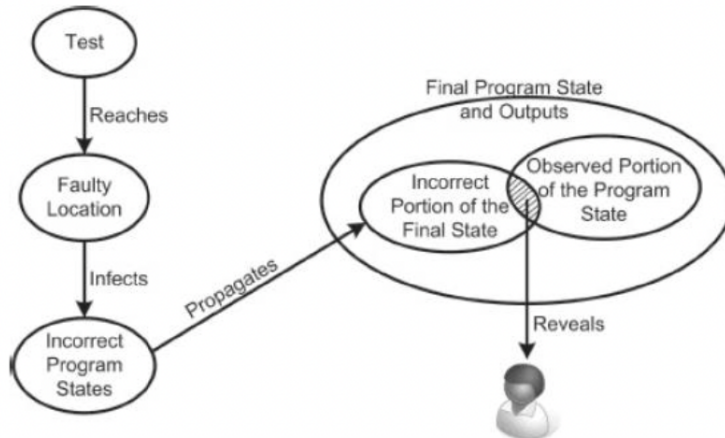 Test
Reaches
Faulty
Location
Infects
Incorrect
Program
States
Propagates
Final Program State
and Outputs
Incorrect
Portion of the
Final State
Observed Portion
of the Program
State
Reveals